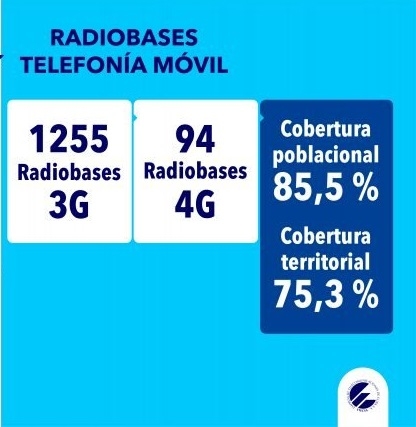 RADIOBASES
TELEFONÍA MÓVIL
1255
Radiobases
3G
94
Radiobases
4G
Cobertura
poblacional
85,5 %
Cobertura
territorial
75,3 %